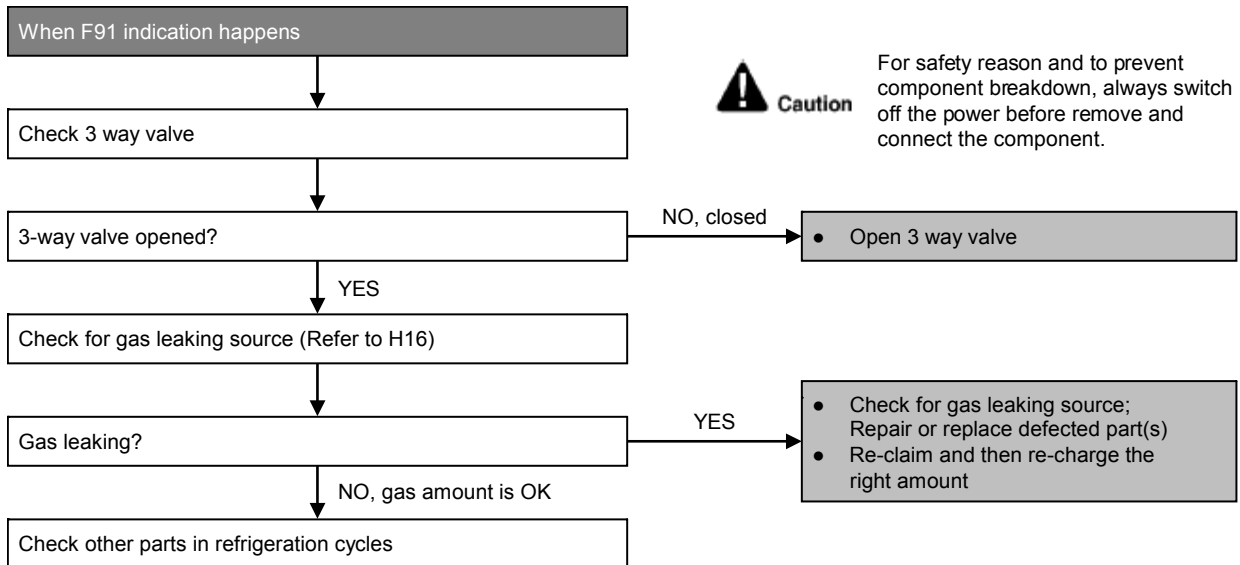 When F91 indication happens
Caution
For safety reason and to prevent
component breakdown, always switch
off the power before remove and
connect the component.
Check 3 way valve
3-way valve opened?
NO, closed
● Open 3 way valve
YES
Check for gas leaking source (Refer to H16)
Gas leaking?
YES
● Check for gas leaking source;
Repair or replace defected part(s)
● Re-claim and then re-charge the
right amount
NO, gas amount is OK
Check other parts in refrigeration cycles